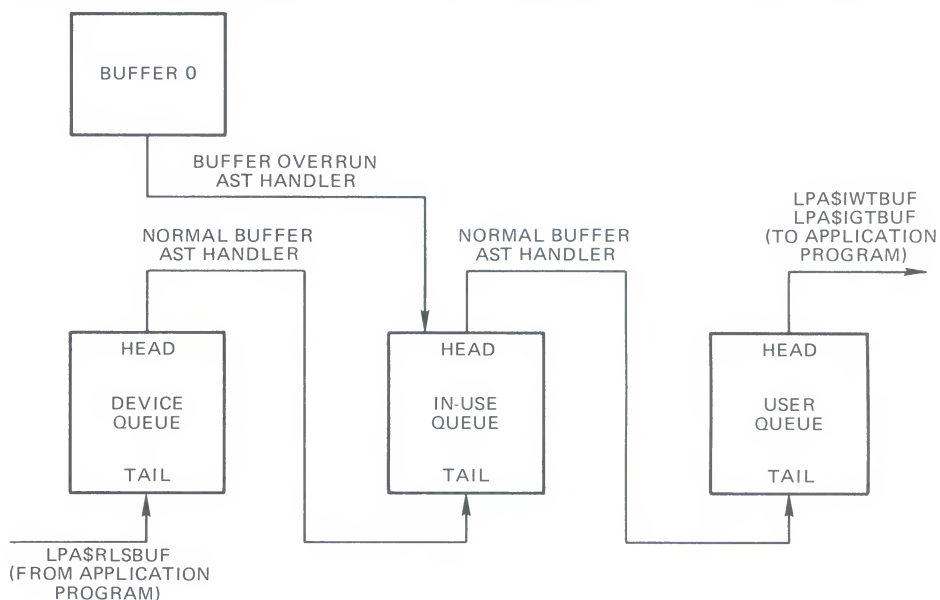 BUFFER 0
BUFFER OVERRUN
AST HANDLER
LPA$IWTBUF
LPA$IGTBUF
(TO APPLICATION
PROGRAM)
NORMAL BUFFER
AST HANDLER
NORMAL BUFFER
AST HANDLER
HEAD
DEVICE
QUEUE
TAIL
HEAD
IN-USE
QUEUE
TAIL
HEAD
USER
QUEUE
TAIL
LPA$RLSBUF
(FROM APPLICATION
PROGRAM)